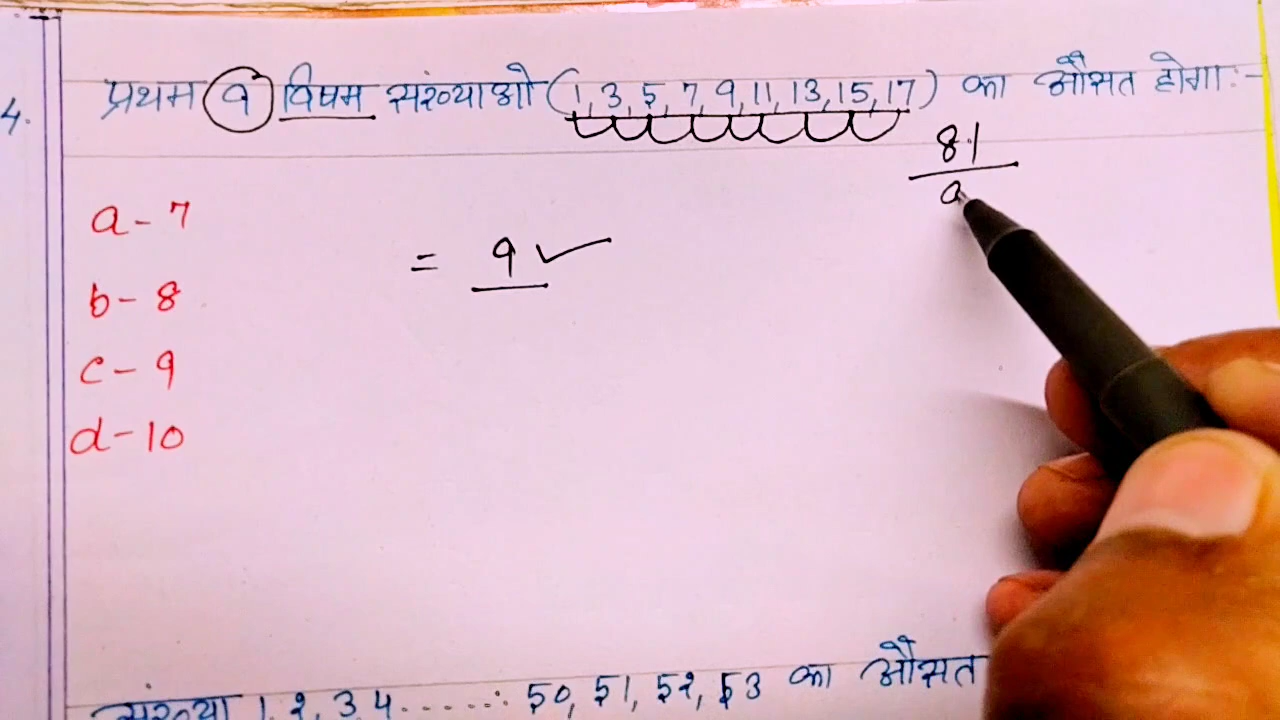 4. प्रथम 9 विषम संख्याओ (1, 3, 5, 7, 9, 11, 13, 15, 17) का औसत होगा:-
81
9
a - 7
= 9 ✓
b - 8
c - 9
d - 10
संख्या 1, 2, 3, 4 ...... 50, 51, 52, 53 का औसत